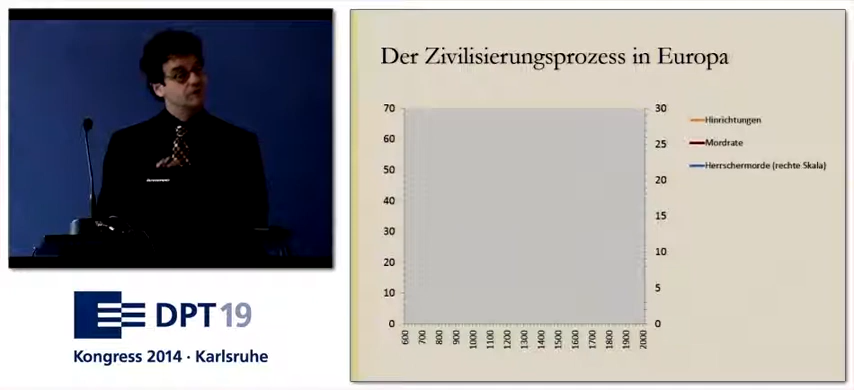 Der Zivilisierungsprozess in Europa
70
60
50
40
30
20
10
0
30
25
20
15
10
5
0
600 700 800 900 1000 1100 1200 1300 1400 1500 1600 1700 1800 1900 2000
Hinrichtungen
Mordrate
Herrschermorde (rechte Skala)
DPT 19
Kongress 2014 · Karlsruhe